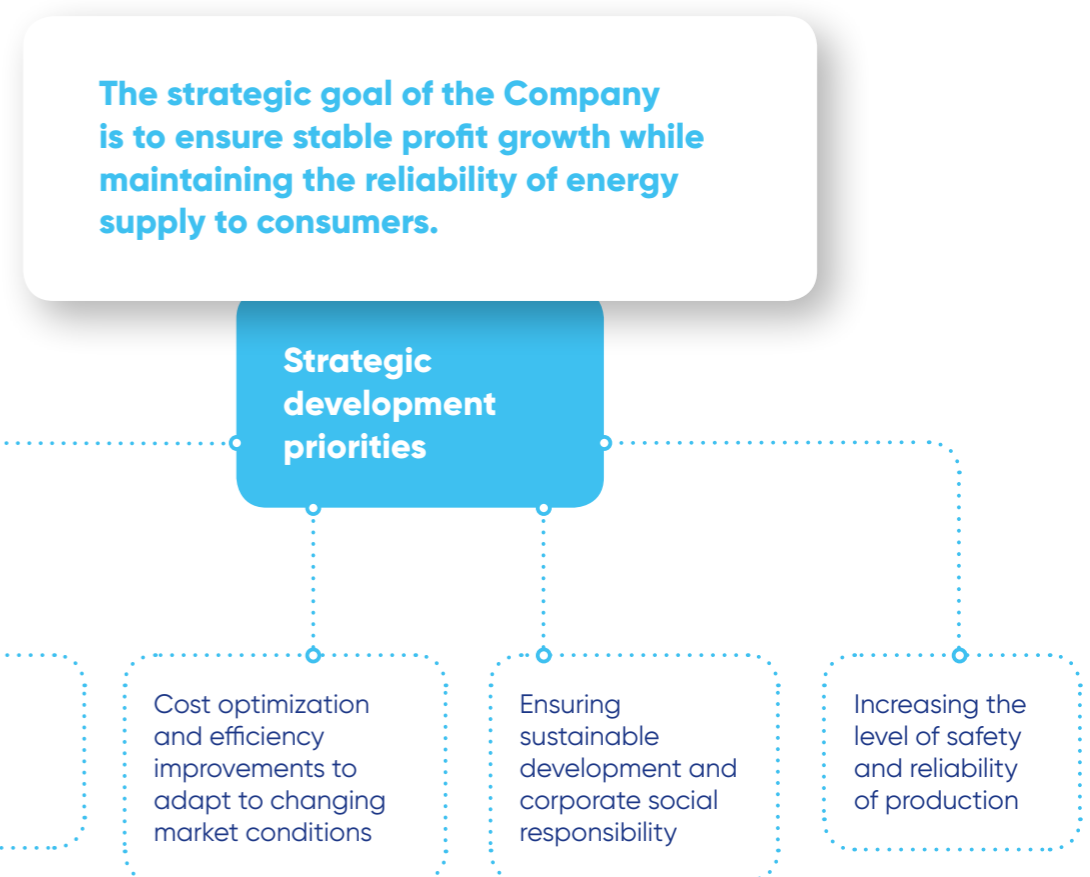 The strategic goal of the Company
is to ensure stable profit growth while
maintaining the reliability of energy
supply to consumers.
Strategic
development
priorities
Cost optimization
and efficiency
improvements to
adapt to changing
market conditions
Ensuring
sustainable
development and
corporate social
responsibility
Increasing the
level of safety
and reliability
of production